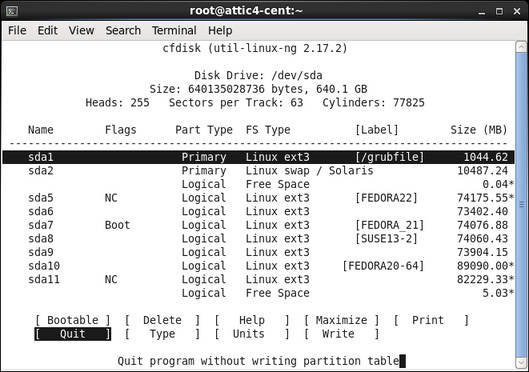 root@attic4-cent:~
File Edit View Search Terminal Help
cfdisk (util-linux-ng 2.17.2)
Disk Drive: /dev/sda
Size: 640135028736 bytes, 640.1 GB
Heads: 255 Sectors per Track: 63 Cylinders: 77825
Name Flags Part Type FS Type [Label] Size (MB)
sda1 Primary Linux ext3 [/grubfile] 1044.62
sda2 Primary Linux swap / Solaris 10487.24
Logical Free Space 0.04*
sda5 NC Logical Linux ext3 [FEDORA22] 74175.55*
sda6 Logical Linux ext3 73402.40
sda7 Boot Logical Linux ext3 [FEDORA_21] 74076.88
sda8 Logical Linux ext3 [SUSE13-2] 74060.43
sda9 Logical Linux ext3 73904.15
sda10 Logical Linux ext3 [FEDORA20-64] 89090.00*
sda11 NC Logical Linux ext3 82229.33*
Logical Free Space 5.03*
[ Bootable ] [ Delete ] [ Help ] [ Maximize ] [ Print ]
[ Quit ] [ Type ] [ Units ] [ Write ]
Quit program without writing partition table